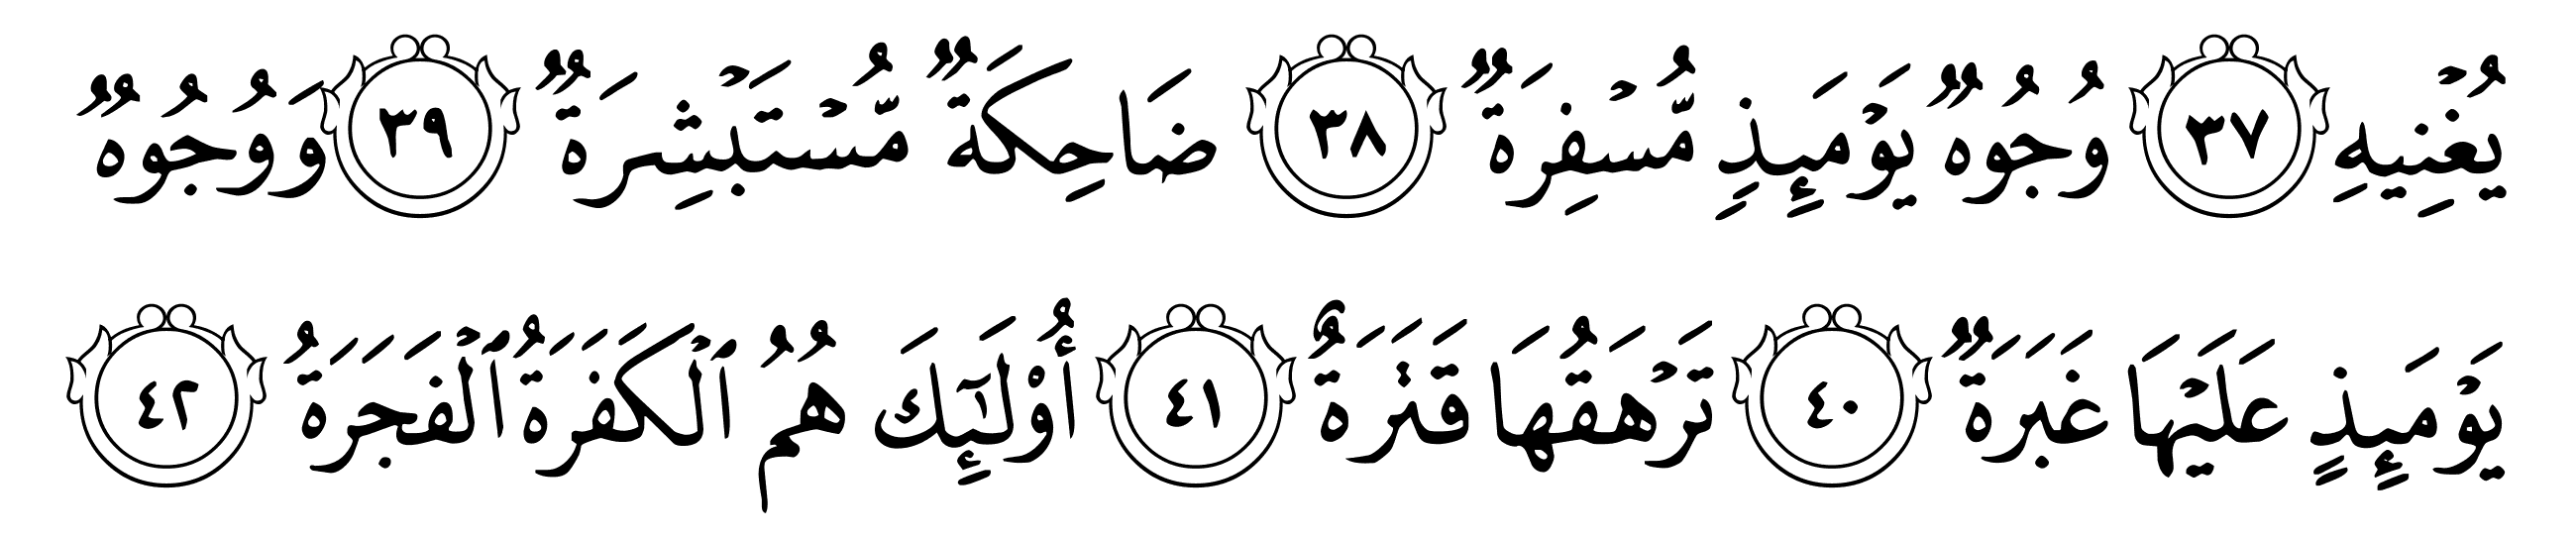 يُغۡنِيهِ ٣٧ وُجُوهٞ يَوۡمَئِذٖ مُّسۡفِرَةٞ ٣٨ ضَاحِكَةٞ مُّسۡتَبۡشِرَةٞ ٣٩ وَوُجُوهٞ
يَوۡمَئِذٍ عَلَيۡهَا غَبَرَةٞ ٤٠ تَرۡهَقُهَا قَتَرَةٌ ٤١ أُوْلَٰٓئِكَ هُمُ ٱلۡكَفَرَةُ ٱلۡفَجَرَةُ ٤٢